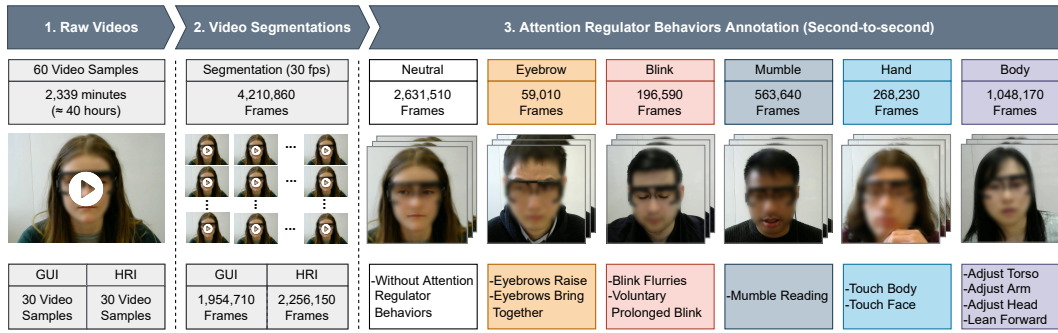 1. Raw Videos
2. Video Segmentations
3. Attention Regulator Behaviors Annotation (Second-to-second)
60 Video Samples
2,339 minutes
(≈ 40 hours)
Segmentation (30 fps)
4,210,860
Frames
Neutral
2,631,510
Frames
Eyebrow
59,010
Frames
Blink
196,590
Frames
Mumble
563,640
Frames
Hand
268,230
Frames
Body
1,048,170
Frames
...
...
...
GUI
HRI
30 Video
Samples
30 Video
Samples
GUI
HRI
1,954,710
Frames
2,256,150
Frames
-Without Attention
Regulator
Behaviors
-Eyebrows Raise
-Eyebrows Bring
Together
-Blink Flurries
-Voluntary
Prolonged Blink
-Mumble Reading
-Touch Body
-Touch Face
-Adjust Torso
-Adjust Arm
-Adjust Head
-Lean Forward